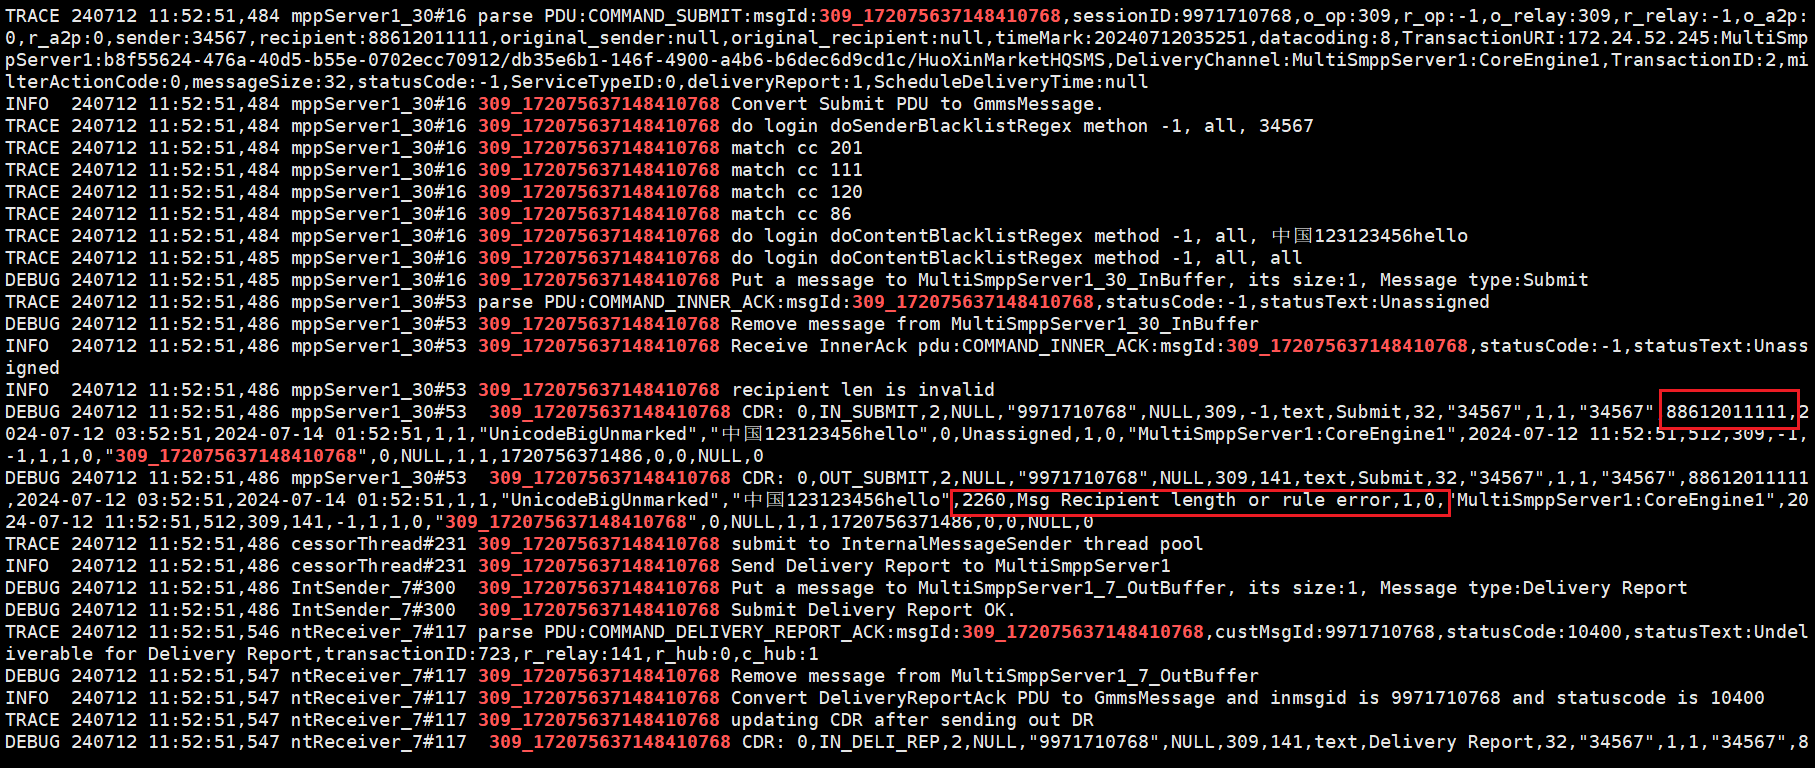 TRACE 240712 11:52:51,484 mppServer1_30#16 parse PDU:COMMAND_SUBMIT:msgId:309_172075637148410768,sessionID:9971710768,o_op:309,r_op:-1,o_relay:309,r_relay:-1,o_a2p:
0,r_a2p:0,sender:34567,recipient:88612011111,original_sender:null,original_recipient:null,timeMark:20240712035251,datacoding:8,TransactionURI:172.24.52.245:MultiSm
ppServer1:b8f55624-476a-40d5-b55e-0702ecc70912/db35e6b1-146f-4900-a4b6-b6dec6d9cd1c/HuoXinMarketHQSMS,DeliveryChannel:MultiSmppServer1:CoreEngine1,TransactionID:2,mi
lterActionCode:0,messageSize:32,statusCode:-1,ServiceTypeID:0,deliveryReport:1,ScheduleDeliveryTime:null
INFO  240712 11:52:51,484 mppServer1_30#16 309_172075637148410768 Convert Submit PDU to GmmsMessage.
TRACE 240712 11:52:51,484 mppServer1_30#16 309_172075637148410768 do login doSenderBlacklistRegex methon -1, all, 34567
TRACE 240712 11:52:51,484 mppServer1_30#16 309_172075637148410768 match cc 201
TRACE 240712 11:52:51,484 mppServer1_30#16 309_172075637148410768 match cc 111
TRACE 240712 11:52:51,484 mppServer1_30#16 309_172075637148410768 match cc 120
TRACE 240712 11:52:51,484 mppServer1_30#16 309_172075637148410768 match cc 86
TRACE 240712 11:52:51,484 mppServer1_30#16 309_172075637148410768 do login doContentBlacklistRegex method -1, all, 中国123123456hello
TRACE 240712 11:52:51,485 mppServer1_30#16 309_172075637148410768 do login doContentBlacklistRegex method -1, all, all
DEBUG 240712 11:52:51,485 mppServer1_30#16 309_172075637148410768 Put a message to MultiSmppServer1_30_InBuffer, its size:1, Message type:Submit
TRACE 240712 11:52:51,486 mppServer1_30#53 parse PDU:COMMAND_INNER_ACK:msgId:309_172075637148410768,statusCode:-1,statusText:Unassigned
DEBUG 240712 11:52:51,486 mppServer1_30#53 309_172075637148410768 Remove message from MultiSmppServer1_30_InBuffer
INFO  240712 11:52:51,486 mppServer1_30#53 309_172075637148410768 Receive InnerAck pdu:COMMAND_INNER_ACK:msgId:309_172075637148410768,statusCode:-1,statusText:Unass
igned
INFO  240712 11:52:51,486 mppServer1_30#53 309_172075637148410768 recipient len is invalid
DEBUG 240712 11:52:51,486 mppServer1_30#53  309_172075637148410768 CDR: 0,IN_SUBMIT,2,NULL,"9971710768",NULL,309,-1,text,Submit,32,"34567",1,1,"34567",88612011111,2
024-07-12 03:52:51,2024-07-14 01:52:51,1,1,"UnicodeBigUnmarked","中国123123456hello",0,Unassigned,1,0,"MultiSmppServer1:CoreEngine1",2024-07-12 11:52:51,512,309,-1,
-1,1,1,0,"309_172075637148410768",0,NULL,1,1,1720756371486,0,0,NULL,0
DEBUG 240712 11:52:51,486 mppServer1_30#53  309_172075637148410768 CDR: 0,OUT_SUBMIT,2,NULL,"9971710768",NULL,309,141,text,Submit,32,"34567",1,1,"34567",88612011111
,2024-07-12 03:52:51,2024-07-14 01:52:51,1,1,"UnicodeBigUnmarked","中国123123456hello",2260,Msg Recipient length or rule error,1,0,"MultiSmppServer1:CoreEngine1",20
24-07-12 11:52:51,512,309,141,-1,1,1,0,"309_172075637148410768",0,NULL,1,1,1720756371486,0,0,NULL,0
TRACE 240712 11:52:51,486 cessorThread#231 309_172075637148410768 submit to InternalMessageSender thread pool
INFO  240712 11:52:51,486 cessorThread#231 309_172075637148410768 Send Delivery Report to MultiSmppServer1
DEBUG 240712 11:52:51,486 IntSender_7#300  309_172075637148410768 Put a message to MultiSmppServer1_7_OutBuffer, its size:1, Message type:Delivery Report
DEBUG 240712 11:52:51,486 IntSender_7#300  309_172075637148410768 Submit Delivery Report OK.
TRACE 240712 11:52:51,546 ntReceiver_7#117 parse PDU:COMMAND_DELIVERY_REPORT_ACK:msgId:309_172075637148410768,custMsgId:9971710768,statusCode:10400,statusText:Undel
iverable for Delivery Report,transactionID:723,r_relay:141,r_hub:0,c_hub:1
DEBUG 240712 11:52:51,547 ntReceiver_7#117 309_172075637148410768 Remove message from MultiSmppServer1_7_OutBuffer
INFO  240712 11:52:51,547 ntReceiver_7#117 309_172075637148410768 Convert DeliveryReportAck PDU to GmmsMessage and inmsgid is 9971710768 and statuscode is 10400
TRACE 240712 11:52:51,547 ntReceiver_7#117 309_172075637148410768 updating CDR after sending out DR
DEBUG 240712 11:52:51,547 ntReceiver_7#117  309_172075637148410768 CDR: 0,IN_DELI_REP,2,NULL,"9971710768",NULL,309,141,text,Delivery Report,32,"34567",1,1,"34567",8